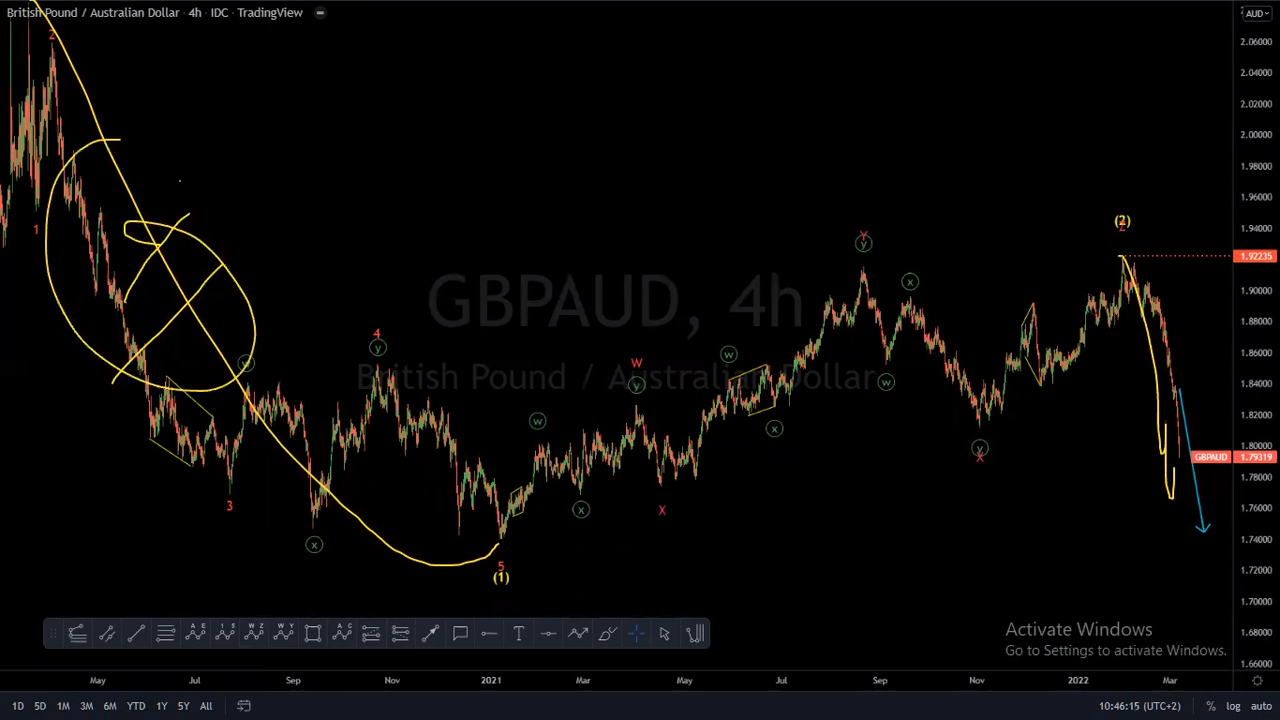 British Pound / Australian Dollar · 4h · IDC · TradingView
AUD
2.06000
2.04000
2.02000
2.00000
1.98000
1.96000
1.94000
1.92235
1.90000
1.88000
1.86000
1.84000
1.82000
1.80000
GBPAUD 1.79319
1.78000
1.76000
1.74000
1.72000
1.70000
1.68000
1.66000
GBPAUD, 4h
British Pound / Australian Dollar
2
1
3
4
y
x
5
(1)
w
x
W
y
X
w
x
Y
y
x
w
y
X
(2)
A E
1 5
W Z
W Y
A C
T
Activate Windows
Go to Settings to activate Windows.
May Jul Sep Nov 2021 Mar May Jul Sep Nov 2022 Mar
1D 5D 1M 3M 6M YTD 1Y 5Y All
10:46:15 (UTC+2) % log auto